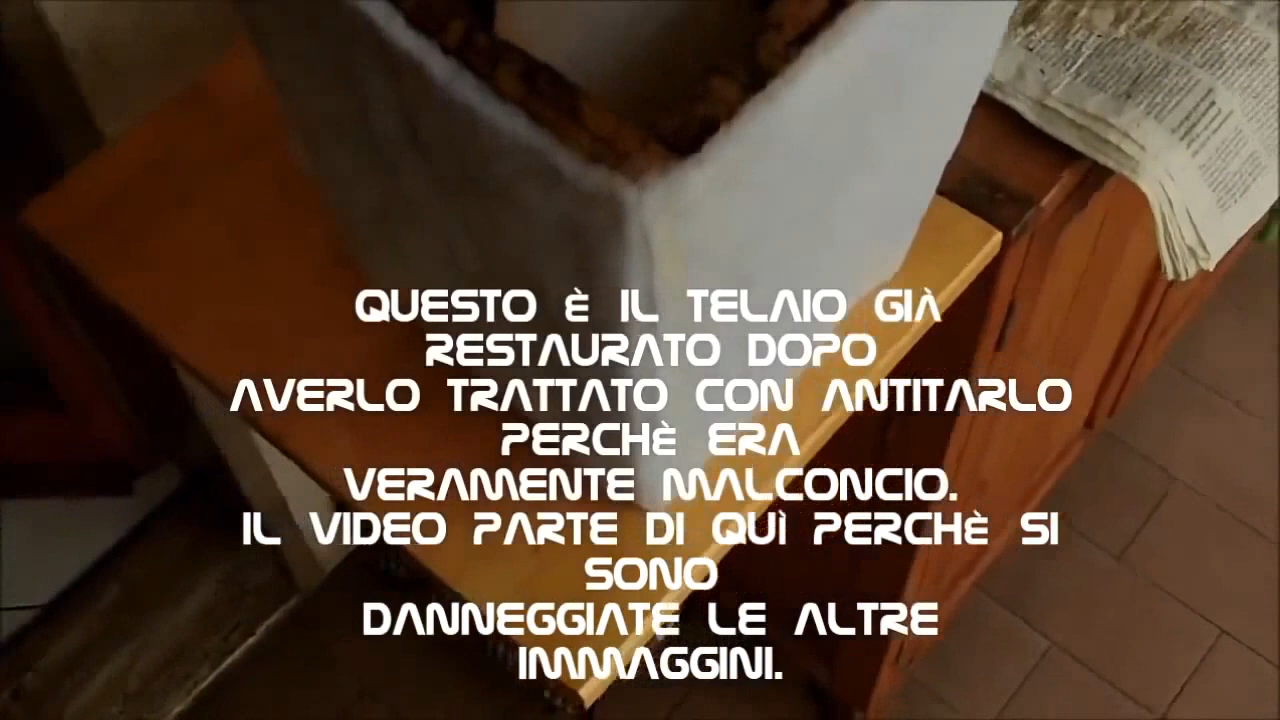 QUESTO È IL TELAIO GIÀ
RESTAURATO DOPO
AVERLO TRATTATO CON ANTITARLO
PERCHÈ ERA
VERAMENTE MALCONCIO.
IL VIDEO PARTE DI QUÌ PERCHÈ SI
SONO
DANNEGGIATE LE ALTRE
IMMAGGINI.